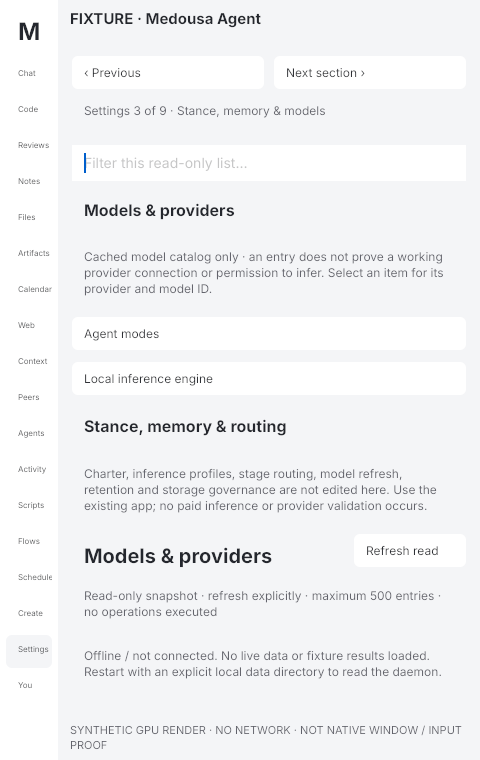 M
FIXTURE · Medousa Agent
Chat
Code
Reviews
Notes
Files
Artifacts
Calendar
Web
Context
Peers
Agents
Activity
Scripts
Flows
Schedule
Create
Settings
You
‹ Previous
Next section ›
Settings 3 of 9 · Stance, memory & models
Filter this read-only list...
Models & providers
Cached model catalog only · an entry does not prove a working
provider connection or permission to infer. Select an item for its
provider and model ID.
Agent modes
Local inference engine
Stance, memory & routing
Charter, inference profiles, stage routing, model refresh,
retention and storage governance are not edited here. Use the
existing app; no paid inference or provider validation occurs.
Models & providers
Refresh read
Read-only snapshot · refresh explicitly · maximum 500 entries ·
no operations executed
Offline / not connected. No live data or fixture results loaded.
Restart with an explicit local data directory to read the daemon.
SYNTHETIC GPU RENDER · NO NETWORK · NOT NATIVE WINDOW / INPUT
PROOF